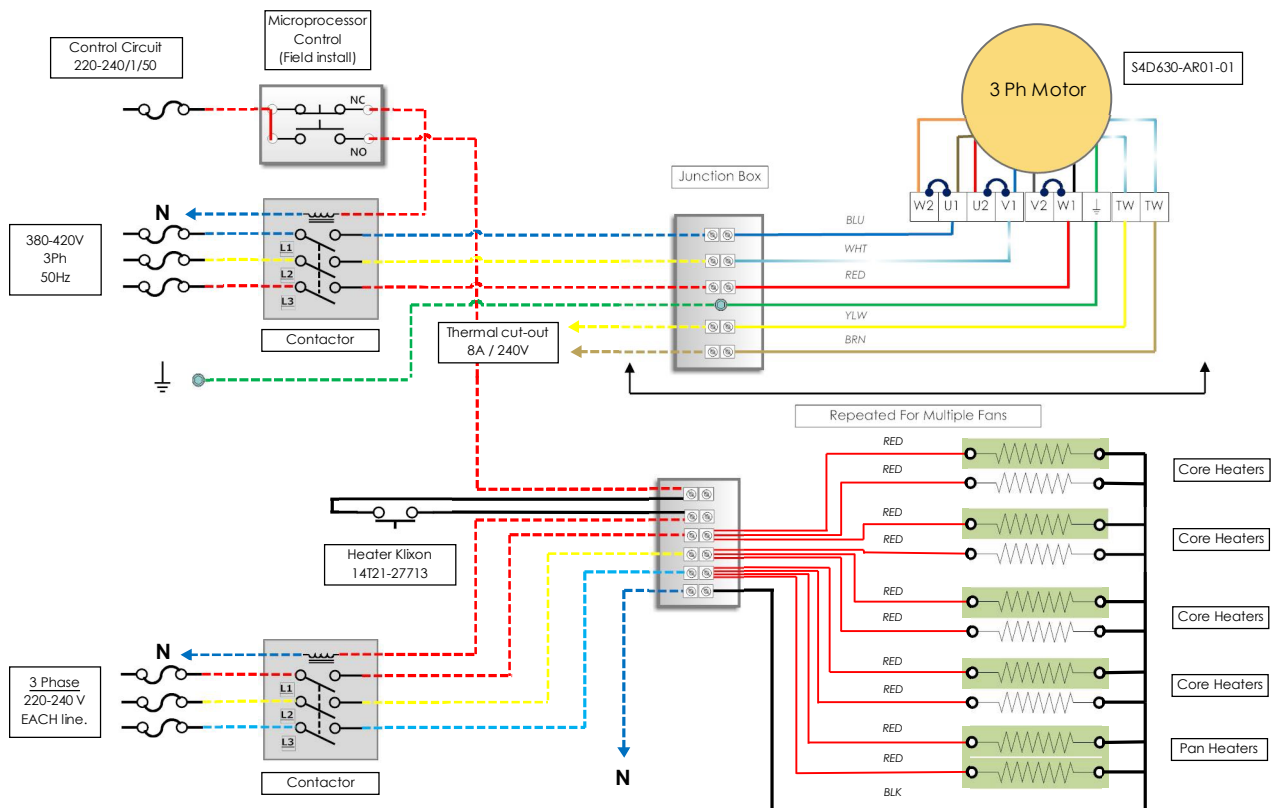 Microprocessor
Control
(Field install)
Control Circuit
220-240/1/50
NC
NO
3 Ph Motor
S4D630-AR01-01
Junction Box
W2 U1 U2 V1 V2 W1 TW TW
N
380-420V
3Ph
50Hz
L1
L2
L3
Contactor
BLU
WHT
RED
YLW
BRN
Thermal cut-out
8A / 240V
Repeated For Multiple Fans
RED
RED
Core Heaters
RED
RED
Core Heaters
Heater Klixon
14T21-27713
RED
RED
Core Heaters
N
3 Phase
220-240 V
EACH line.
L1
L2
L3
Contactor
N
RED
RED
Core Heaters
RED
RED
Pan Heaters
BLK